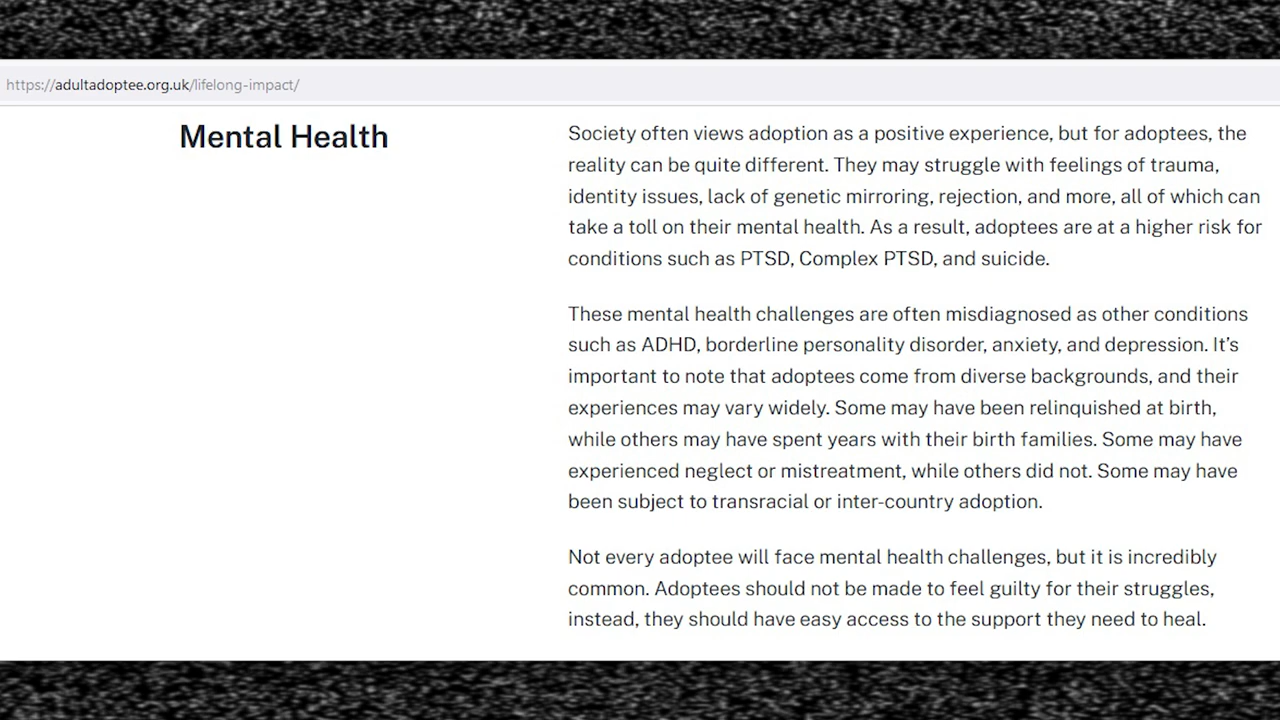 https://adultadoptee.org.uk/lifelong-impact/
Mental Health
Society often views adoption as a positive experience, but for adoptees, the
reality can be quite different. They may struggle with feelings of trauma,
identity issues, lack of genetic mirroring, rejection, and more, all of which can
take a toll on their mental health. As a result, adoptees are at a higher risk for
conditions such as PTSD, Complex PTSD, and suicide.
These mental health challenges are often misdiagnosed as other conditions
such as ADHD, borderline personality disorder, anxiety, and depression. It’s
important to note that adoptees come from diverse backgrounds, and their
experiences may vary widely. Some may have been relinquished at birth,
while others may have spent years with their birth families. Some may have
experienced neglect or mistreatment, while others did not. Some may have
been subject to transracial or inter-country adoption.
Not every adoptee will face mental health challenges, but it is incredibly
common. Adoptees should not be made to feel guilty for their struggles,
instead, they should have easy access to the support they need to heal.